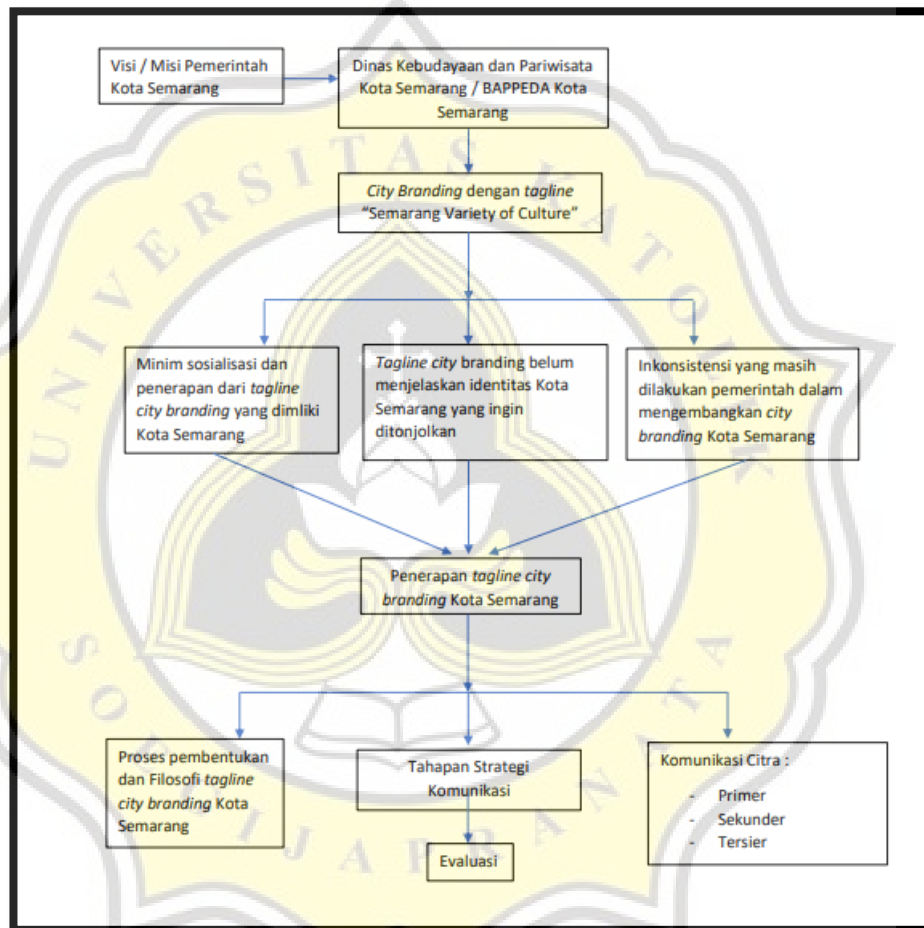 Visi / Misi Pemerintah
Kota Semarang
Dinas Kebudayaan dan Pariwisata
Kota Semarang / BAPPEDA Kota
Semarang
City Branding dengan tagline
“Semarang Variety of Culture”
Minim sosialisasi dan
penerapan dari tagline
city branding yang dimliki
Kota Semarang
Tagline city branding belum
menjelaskan identitas Kota
Semarang yang ingin
ditonjolkan
Inkonsistensi yang masih
dilakukan pemerintah dalam
mengembangkan city
branding Kota Semarang
Penerapan tagline city
branding Kota Semarang
Proses pembentukan
dan Filosofi tagline
city branding Kota
Semarang
Tahapan Strategi
Komunikasi
Komunikasi Citra :
- Primer
- Sekunder
- Tersier
Evaluasi
UNIVERSITAS KATOLIK
SOEGIJAPRANATA